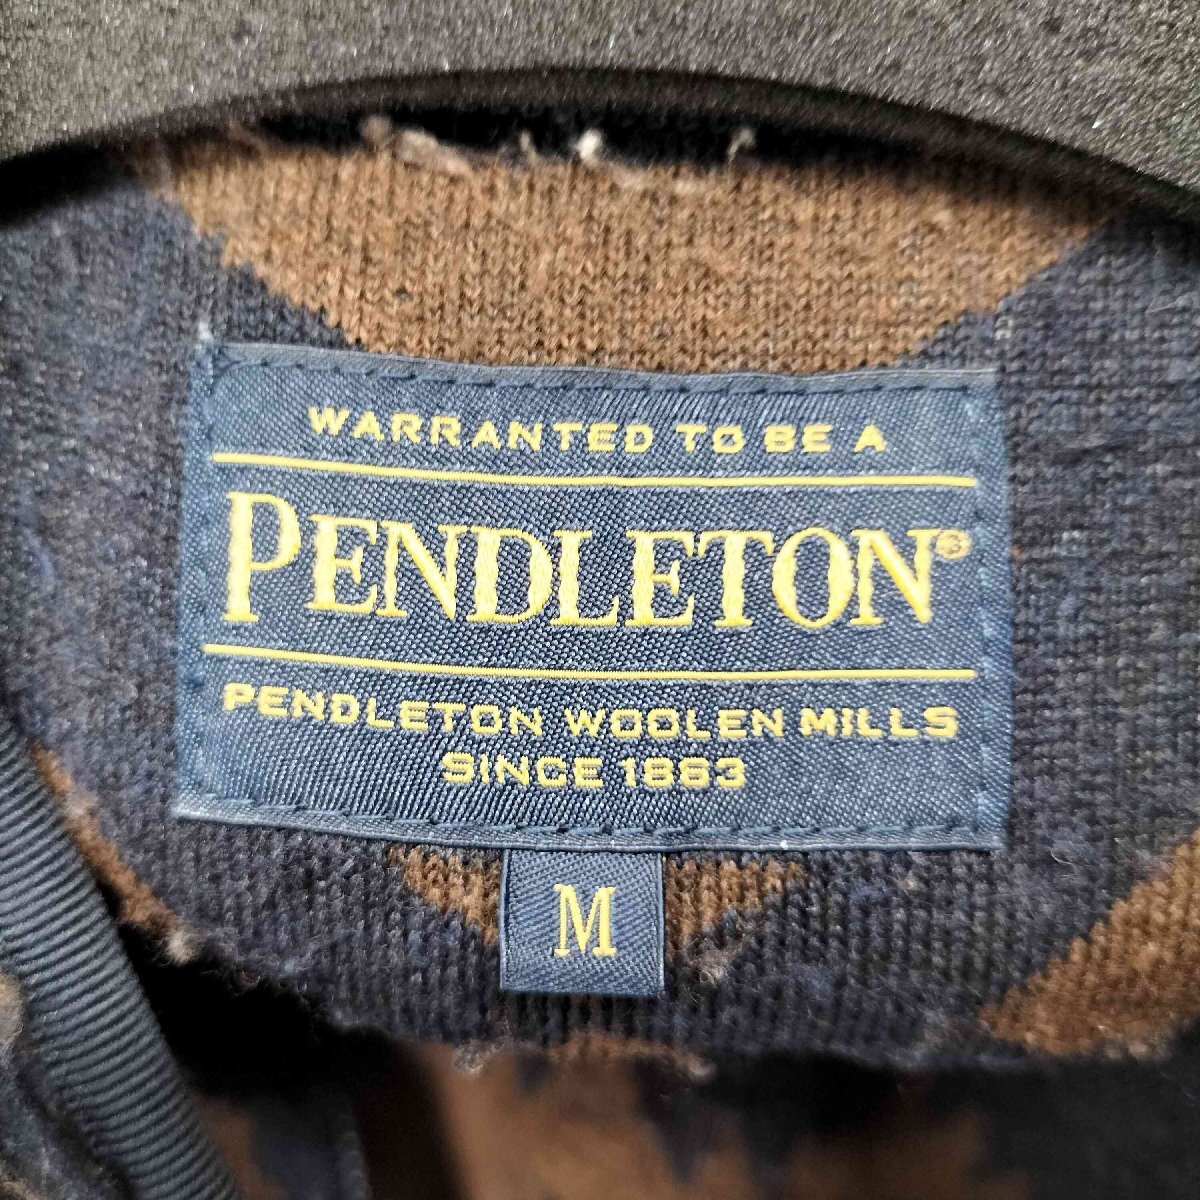 WARRANTED TO BE A
PENDLETON®
PENDLETON WOOLEN MILLS
SINCE 1863
M